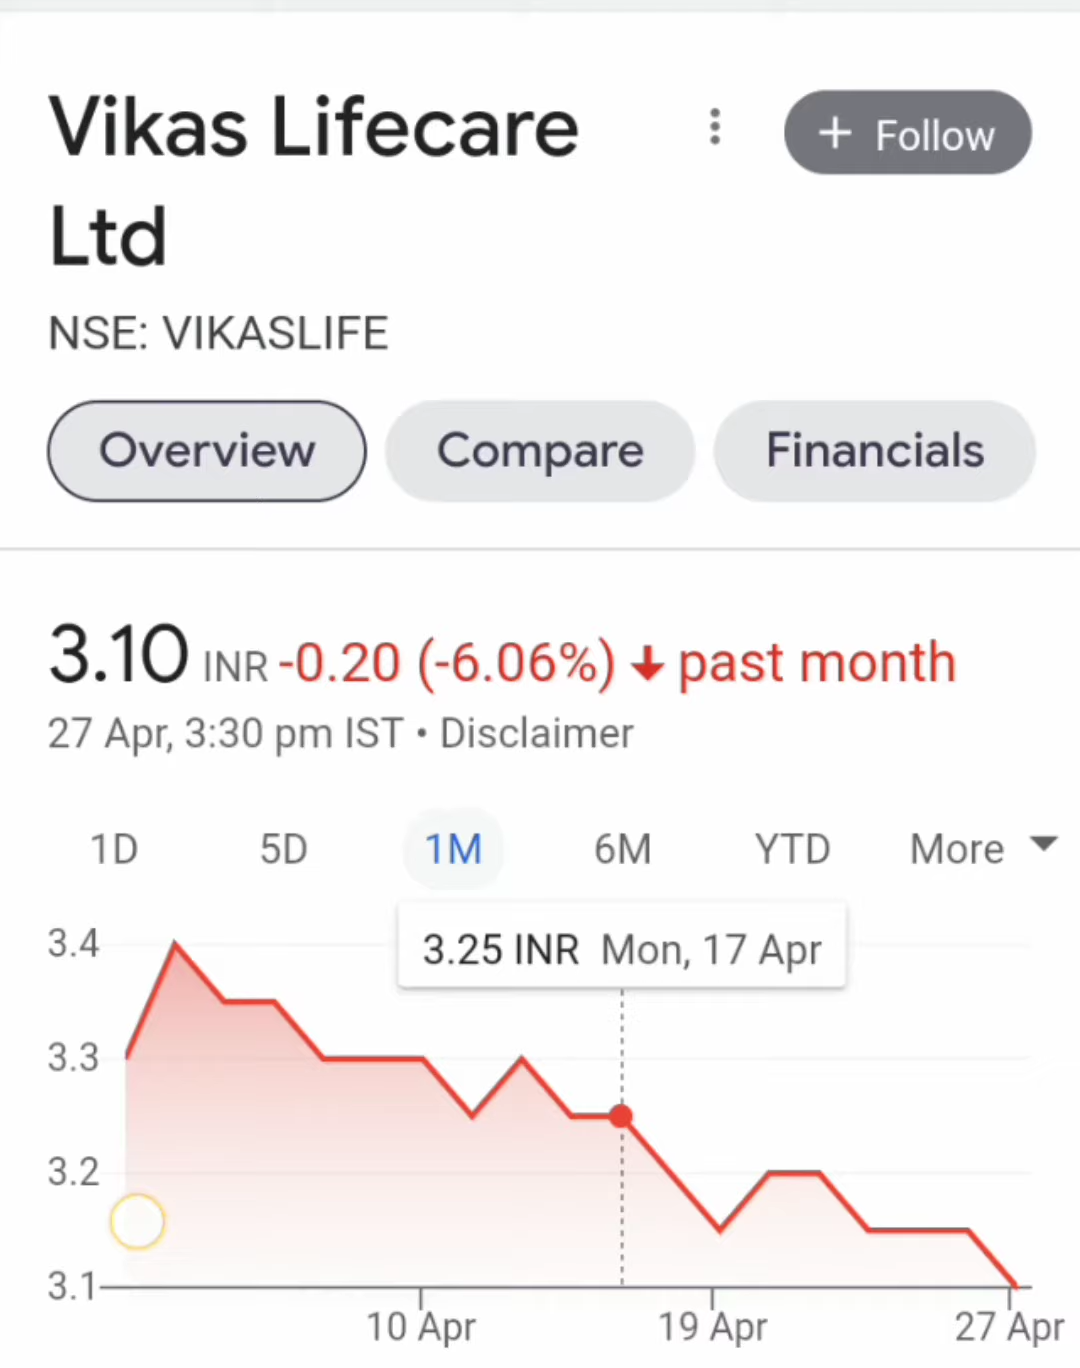 Vikas Lifecare
Ltd
+ Follow
NSE: VIKASLIFE
Overview
Compare
Financials
3.10 INR -0.20 (-6.06%) ↓ past month
27 Apr, 3:30 pm IST • Disclaimer
1D 5D 1M 6M YTD More
3.25 INR Mon, 17 Apr
3.4
3.3
3.2
3.1
10 Apr 19 Apr 27 Apr